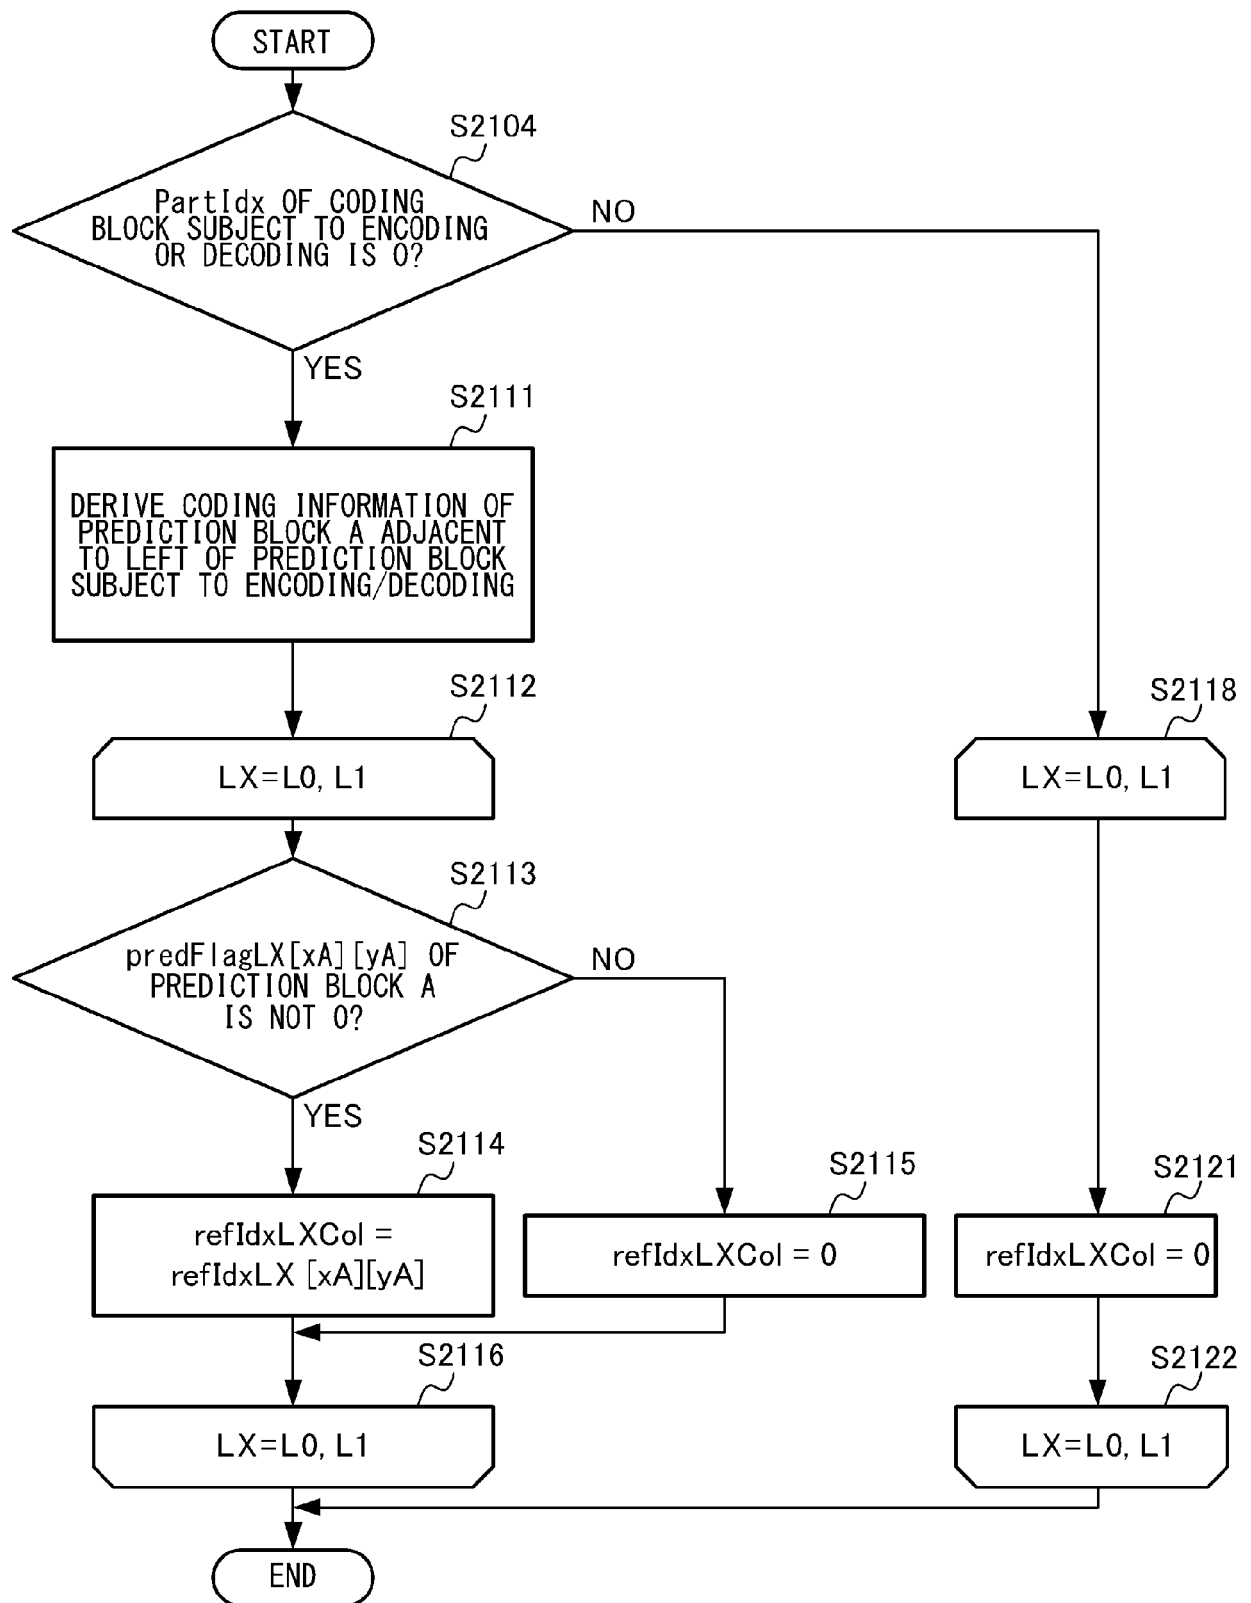 START
S2104
PartIdx OF CODING
BLOCK SUBJECT TO ENCODING
OR DECODING IS 0?
NO
YES
S2111
DERIVE CODING INFORMATION OF
PREDICTION BLOCK A ADJACENT
TO LEFT OF PREDICTION BLOCK
SUBJECT TO ENCODING/DECODING
S2112
LX=L0, L1
S2118
LX=L0, L1
S2113
predFlagLX[xA][yA] OF
PREDICTION BLOCK A
IS NOT 0?
NO
YES
S2114
refIdxLXCol =
refIdxLX [xA][yA]
S2115
refIdxLXCol = 0
S2121
refIdxLXCol = 0
S2116
LX=L0, L1
S2122
LX=L0, L1
END